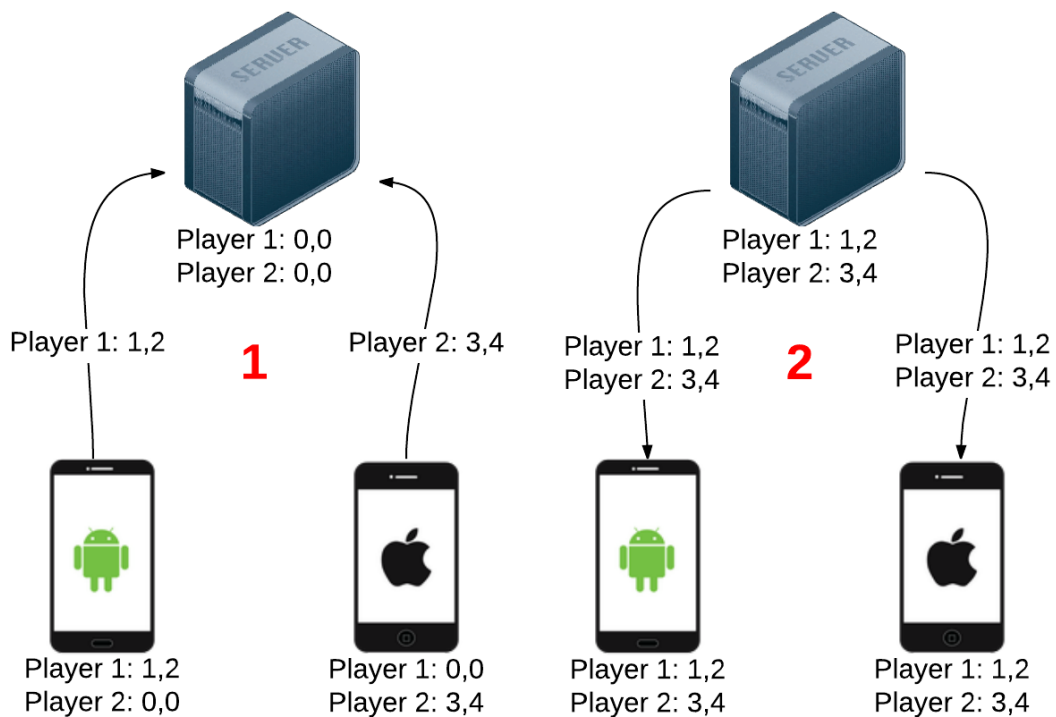 SERVER
Player 1: 0,0
Player 2: 0,0
Player 1: 1,2
Player 2: 3,4
1
Player 1: 1,2
Player 2: 0,0
Player 1: 0,0
Player 2: 3,4
SERVER
Player 1: 1,2
Player 2: 3,4
Player 1: 1,2
Player 2: 3,4
2
Player 1: 1,2
Player 2: 3,4
Player 1: 1,2
Player 2: 3,4
Player 1: 1,2
Player 2: 3,4